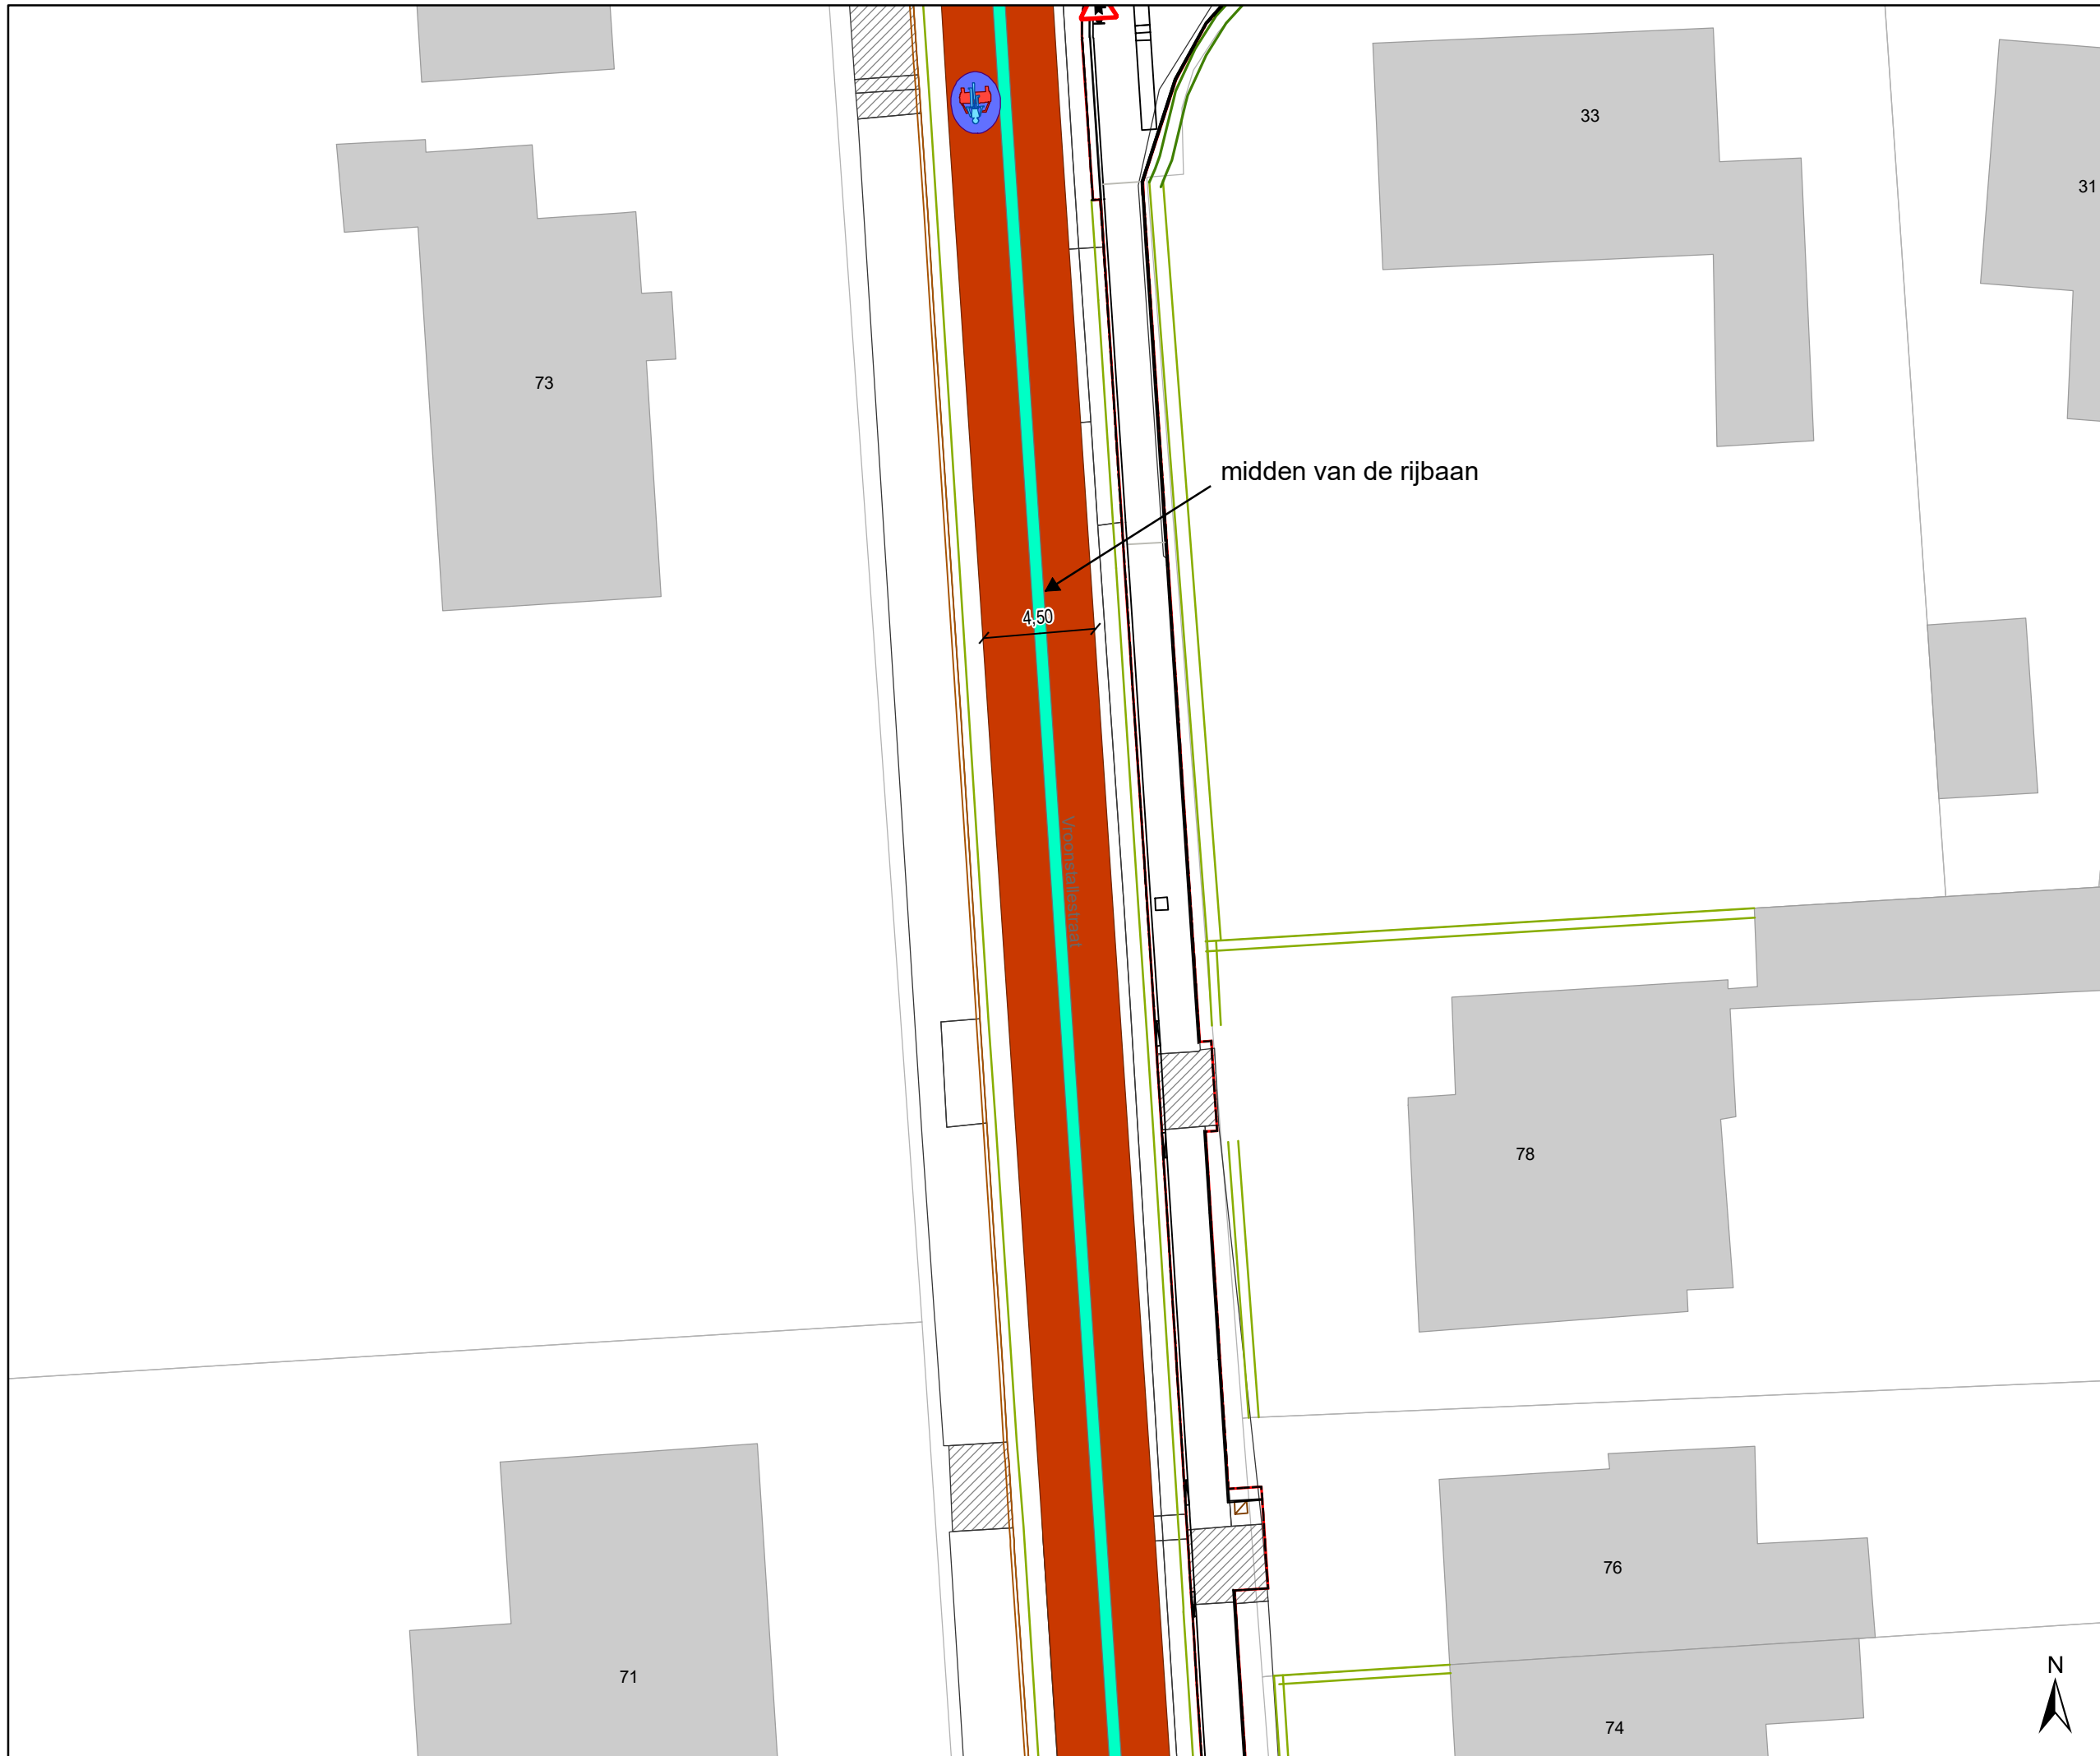 33
31
73
midden van de rijbaan
4,50
Vroonstallestraat
78
76
71
N
74